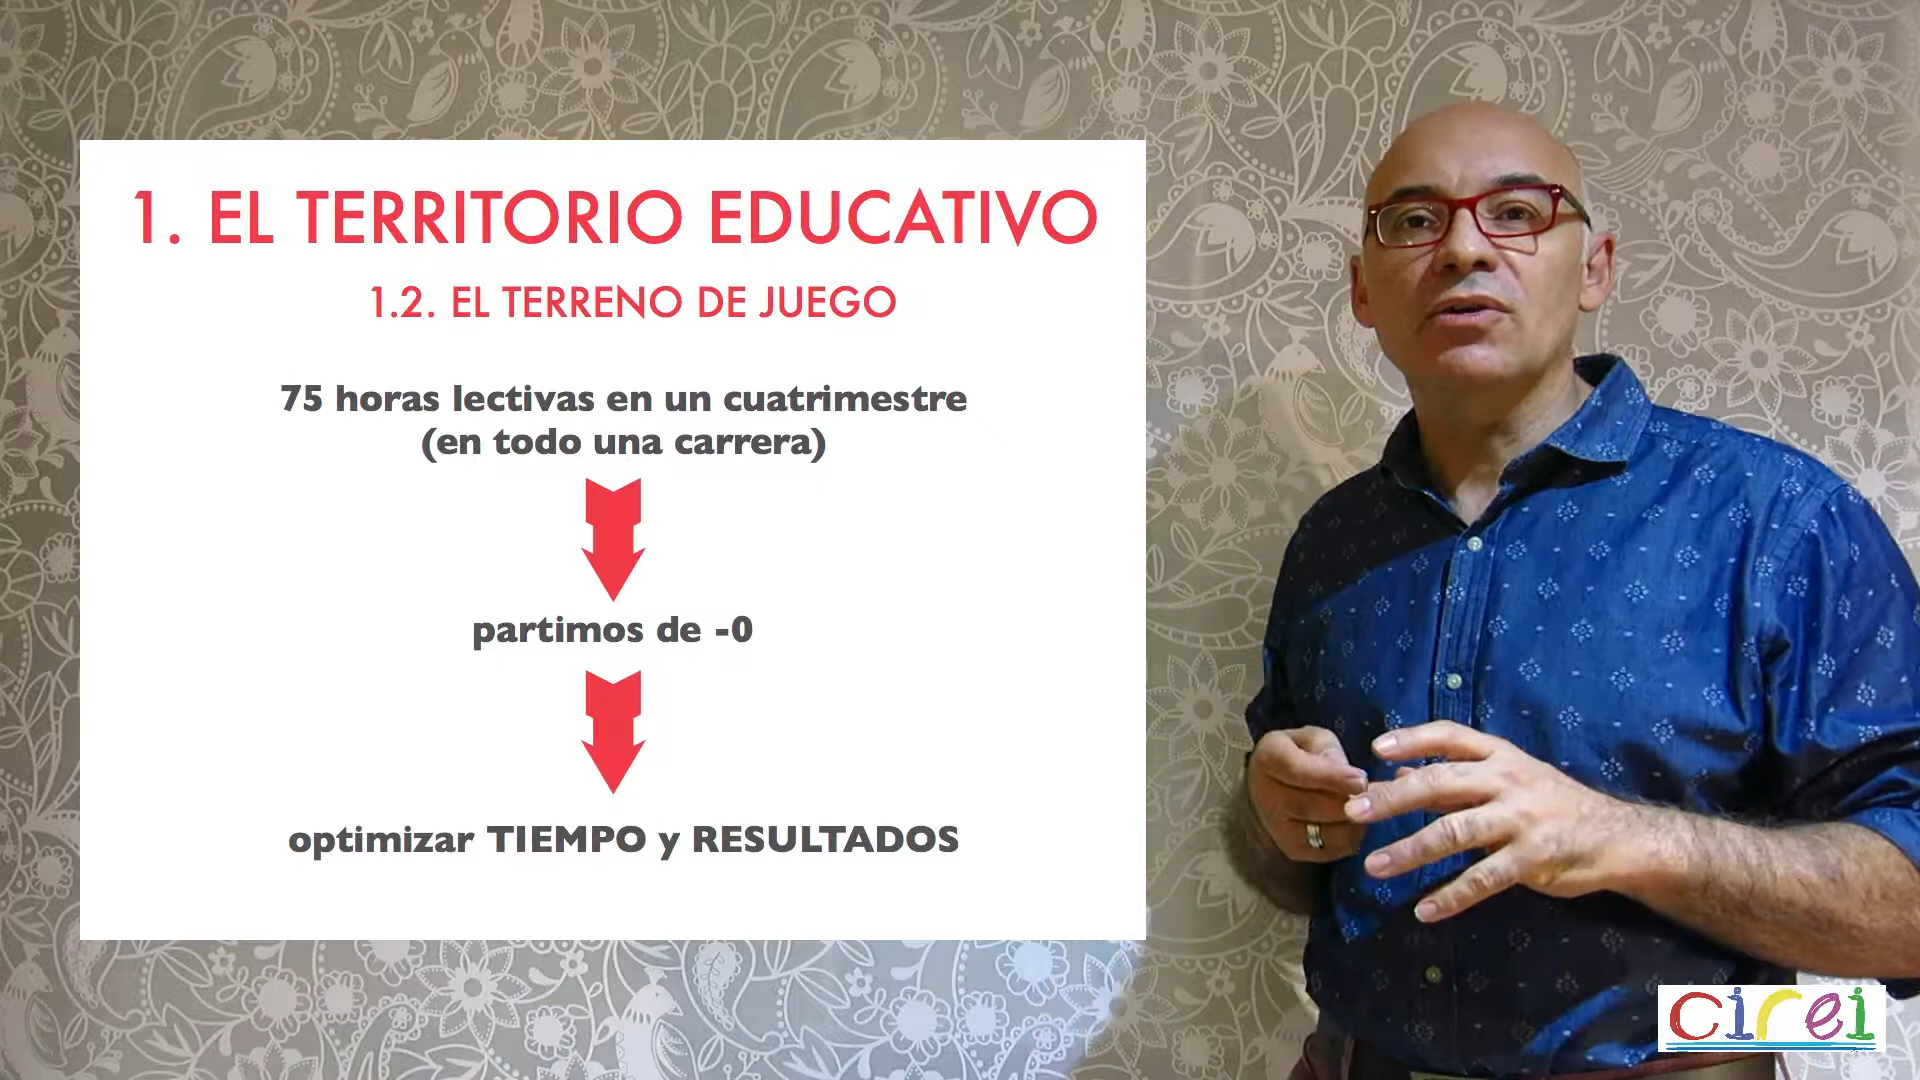 1. EL TERRITORIO EDUCATIVO
1.2. EL TERRENO DE JUEGO
75 horas lectivas en un cuatrimestre
(en todo una carrera)
partimos de -0
optimizar TIEMPO y RESULTADOS
cirei